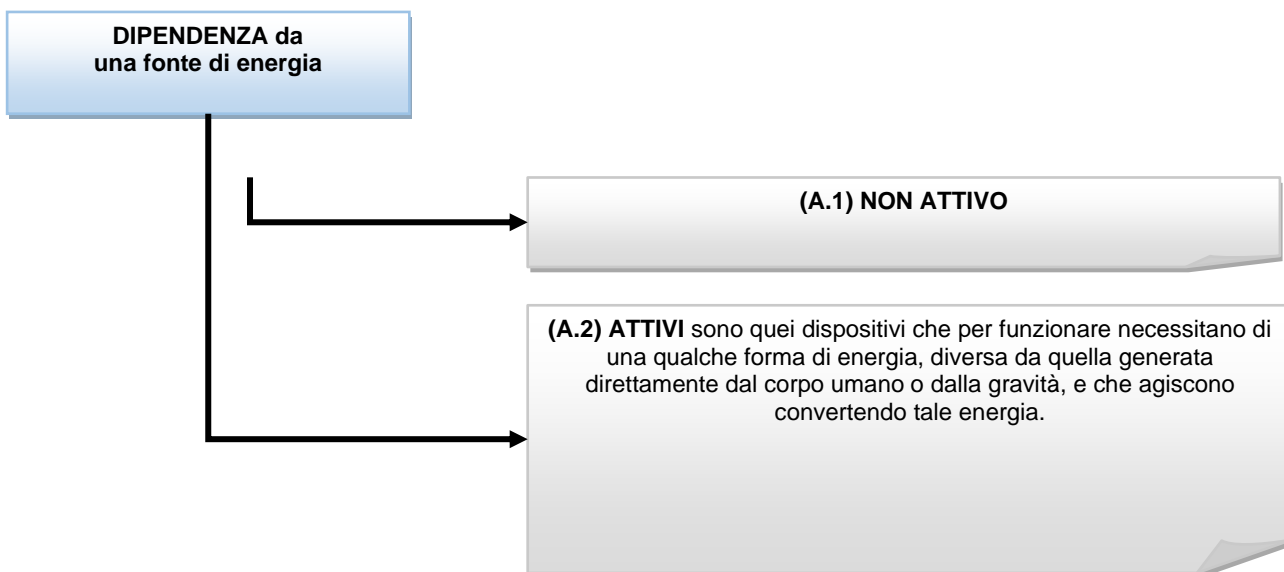 DIPENDENZA da
una fonte di energia
(A.1) NON ATTIVO
(A.2) ATTIVI sono quei dispositivi che per funzionare necessitano di
una qualche forma di energia, diversa da quella generata
direttamente dal corpo umano o dalla gravità, e che agiscono
convertendo tale energia.